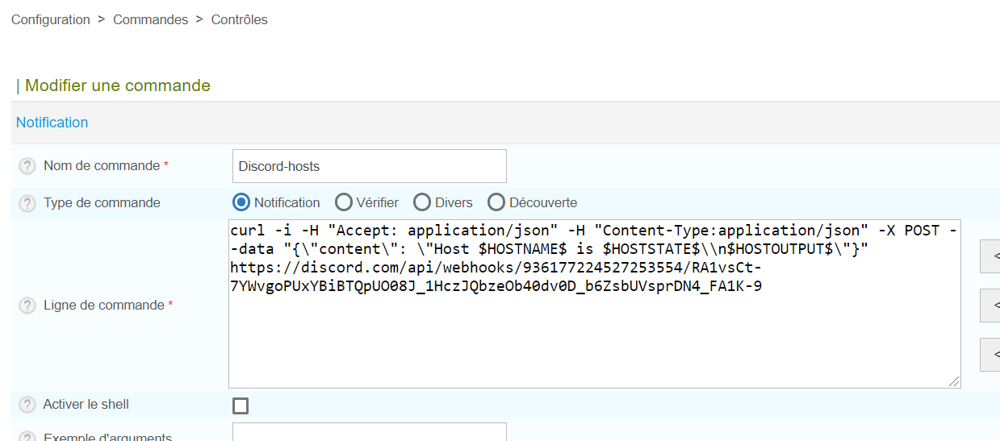 Configuration > Commandes > Contrôles
| Modifier une commande
Notification
? Nom de commande * Discord-hosts
? Type de commande Notification Vérifier Divers Découverte
curl -i -H "Accept: application/json" -H "Content-Type:application/json" -X POST -
-data "{\"content\": \"Host $HOSTNAME$ is $HOSTSTATE$\\n$HOSTOUTPUT$\"}"
https://discord.com/api/webhooks/936177224527253554/RA1vsCt-
7YWvgoPUxYBiBTQpUO08J_1HczJQbzeOb40dv0D_b6ZsbUVsprDN4_FA1K-9
<
<
<
? Ligne de commande *
? Activer le shell
? Exemple d'arguments